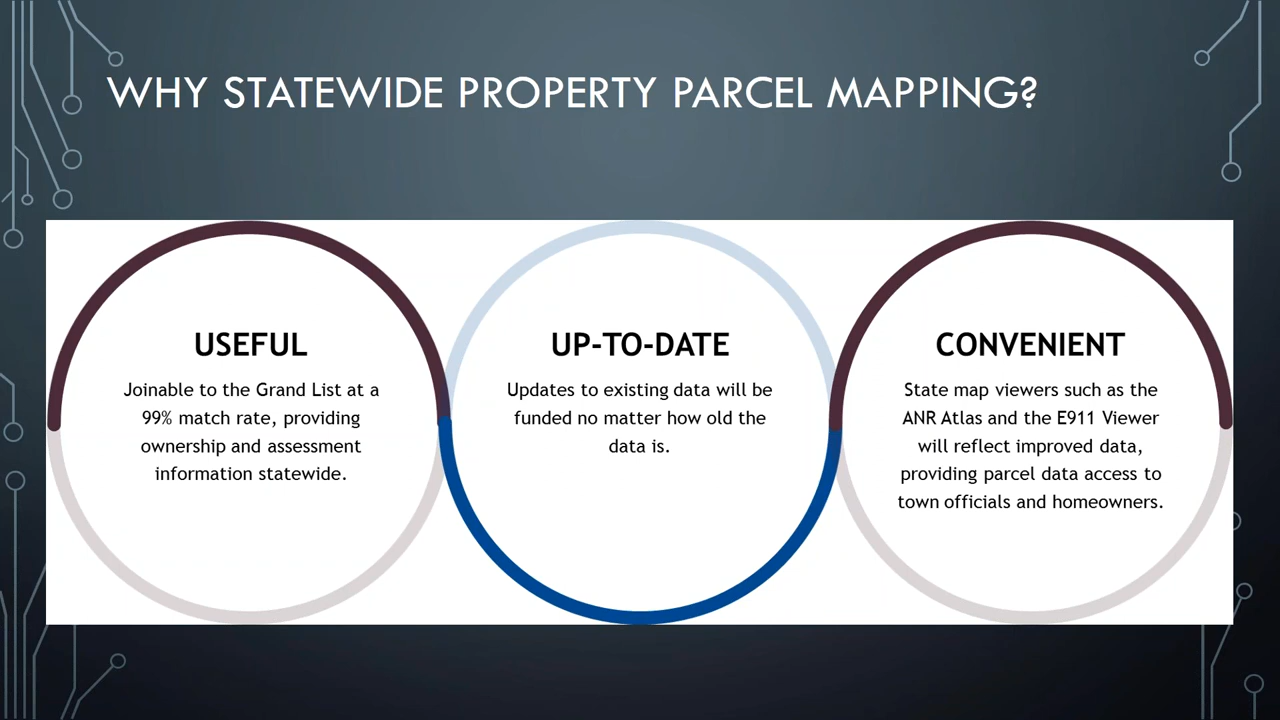 WHY STATEWIDE PROPERTY PARCEL MAPPING?
USEFUL
Joinable to the Grand List at a
99% match rate, providing
ownership and assessment
information statewide.
UP-TO-DATE
Updates to existing data will be
funded no matter how old the
data is.
CONVENIENT
State map viewers such as the
ANR Atlas and the E911 Viewer
will reflect improved data,
providing parcel data access to
town officials and homeowners.